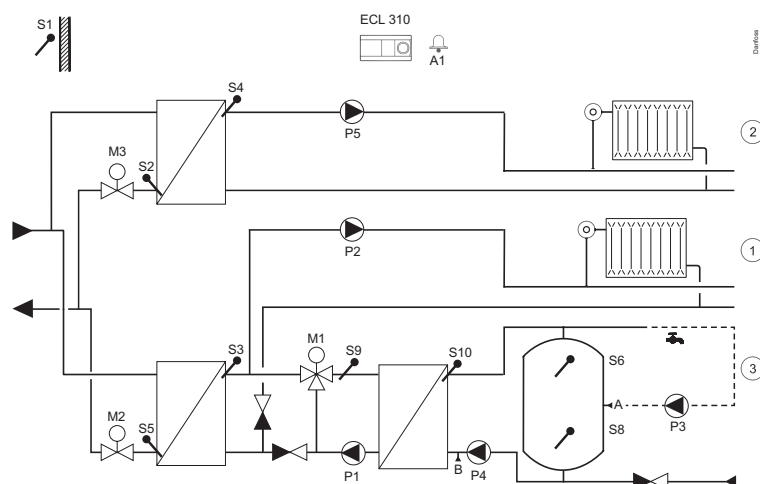 ECL 310
S1
A1
Danfoss
S4
P5
2
M3
S2
P2
1
S3
M1
S9
S10
S6
3
M2
S5
A
S8
P3
P1
B
P4